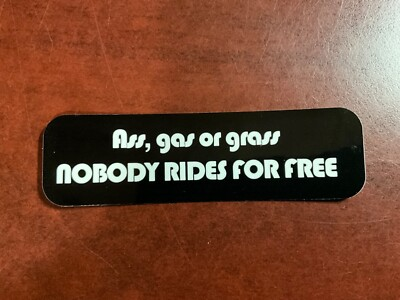 Ass, gas or grass
NOBODY RIDES FOR FREE